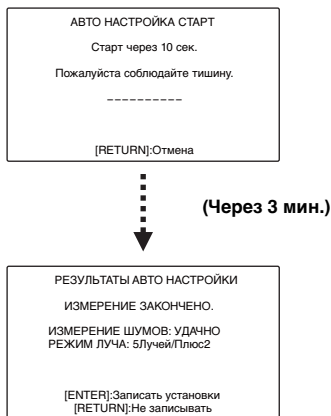 АВТО НАСТРОЙКА СТАРТ
Старт через 10 сек.
Пожалуйста соблюдайте тишину.
----------
[RETURN]:Отмена
(Через 3 мин.)
РЕЗУЛЬТАТЫ АВТО НАСТРОЙКИ
ИЗМЕРЕНИЕ ЗАКОНЧЕНО.
ИЗМЕРЕНИЕ ШУМОВ: УДАЧНО
РЕЖИМ ЛУЧА: 5Лучей/Плюс2
[ENTER]:Записать установки
[RETURN]:Не записывать